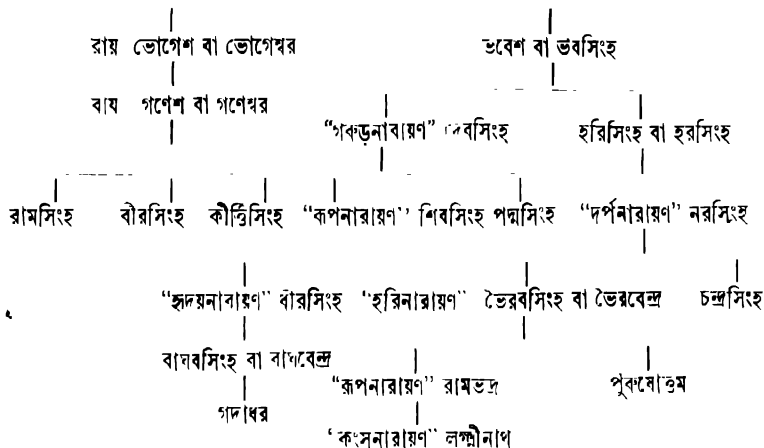 রায় ভোগেশ বা ভোগেশ্বর ভবেশ বা ভবসিংহ
বায গণেশ বা গণেশ্বর
“গরুড়নাবায়ণ” দেবসিংহ হরিসিংহ বা হরসিংহ
রামসিংহ বীরসিংহ কীর্ত্তিসিংহ “রূপনারায়ণ” শিবসিংহ পদ্মসিংহ “দর্পনারায়ণ” নরসিংহ
“হৃদয়নাবায়ণ” ধীরসিংহ “হরিনারায়ণ” ভৈরবসিংহ বা ভৈরবেন্দ্র চন্দ্রসিংহ
বাঘবসিংহ বা বাঘবেন্দ্র
“রূপনারায়ণ” রামভদ্র পুরুষোত্তম
গদাধর
‘কংসনারায়ণ” লক্ষ্মীনাথ